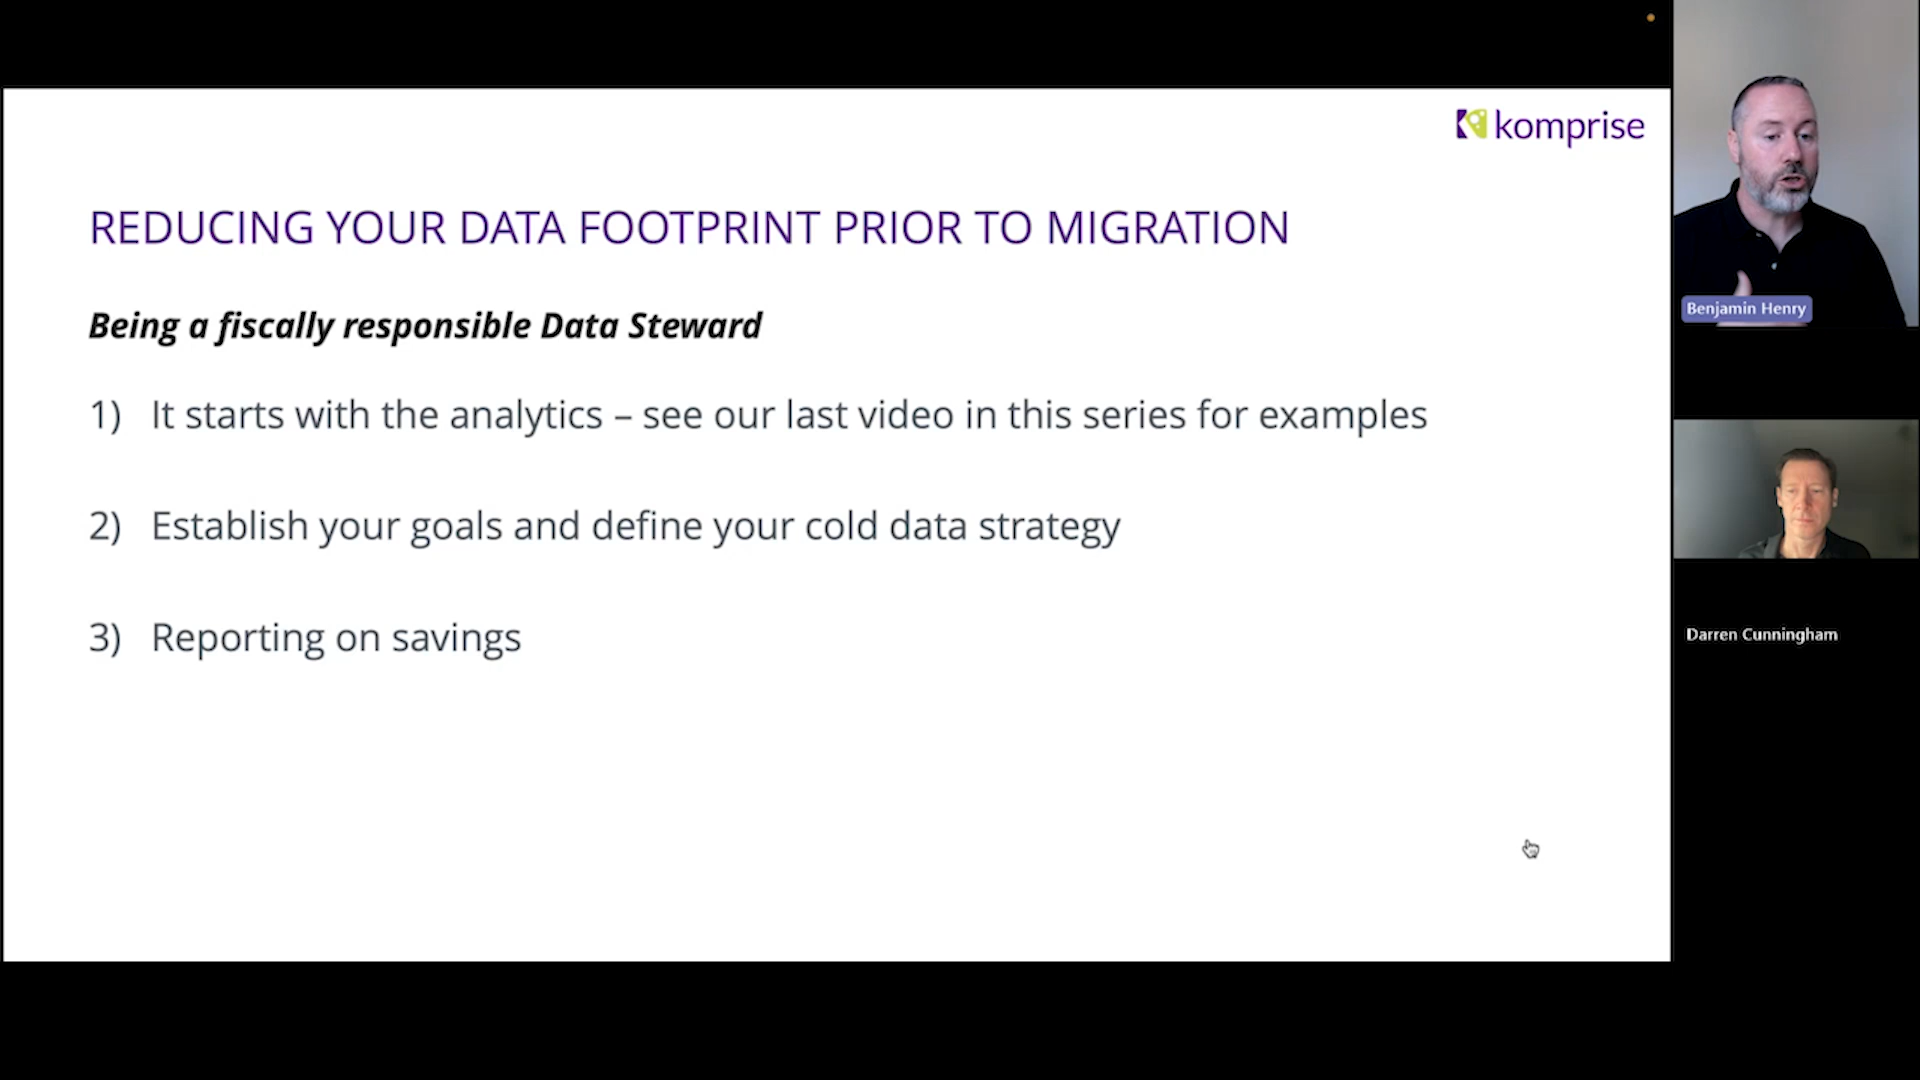 komprise
REDUCING YOUR DATA FOOTPRINT PRIOR TO MIGRATION
Being a fiscally responsible Data Steward
1) It starts with the analytics – see our last video in this series for examples
2) Establish your goals and define your cold data strategy
3) Reporting on savings
Benjamin Henry
Darren Cunningham